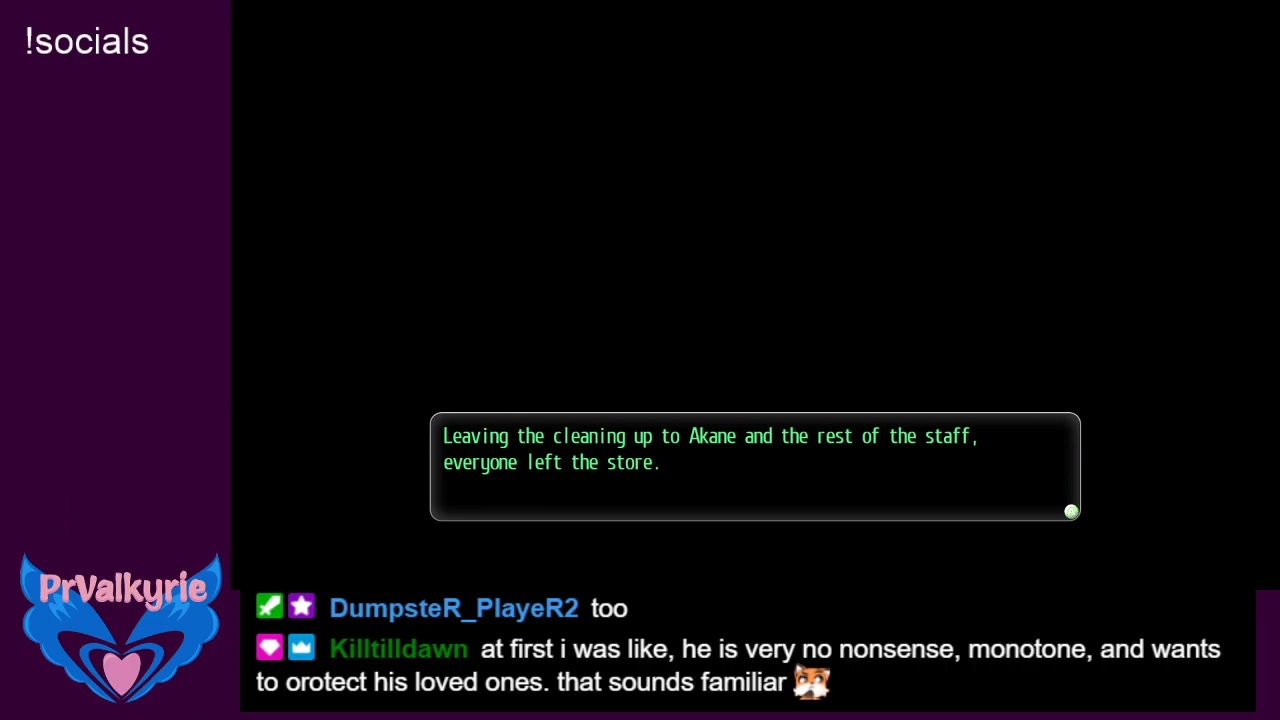 !socials
Leaving the cleaning up to Akane and the rest of the staff,
everyone left the store.
PrValkyrie
DumpsteR_PlayeR2 too
Killtilldawn at first i was like, he is very no nonsense, monotone, and wants
to orotect his loved ones. that sounds familiar